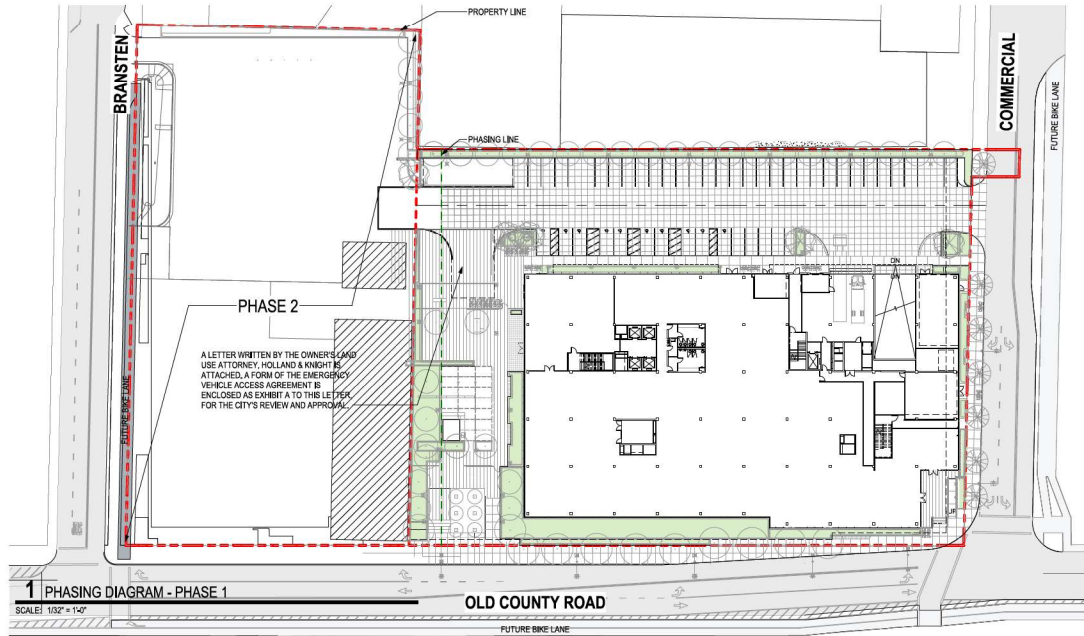 PROPERTY LINE
BRANSTEN
COMMERCIAL
FUTURE BIKE LANE
PHASING LINE
DN
PHASE 2
A LETTER WRITTEN BY THE OWNER'S LAND
USE ATTORNEY, HOLLAND & KNIGHT IS
ATTACHED, A FORM OF THE EMERGENCY
VEHICLE ACCESS AGREEMENT IS
ENCLOSED AS EXHIBIT A TO THIS LETTER,
FOR THE CITY'S REVIEW AND APPROVAL.
FUTURE BIKE LANE
1 PHASING DIAGRAM - PHASE 1
SCALE: 1/32" = 1'-0"
OLD COUNTY ROAD
FUTURE BIKE LANE